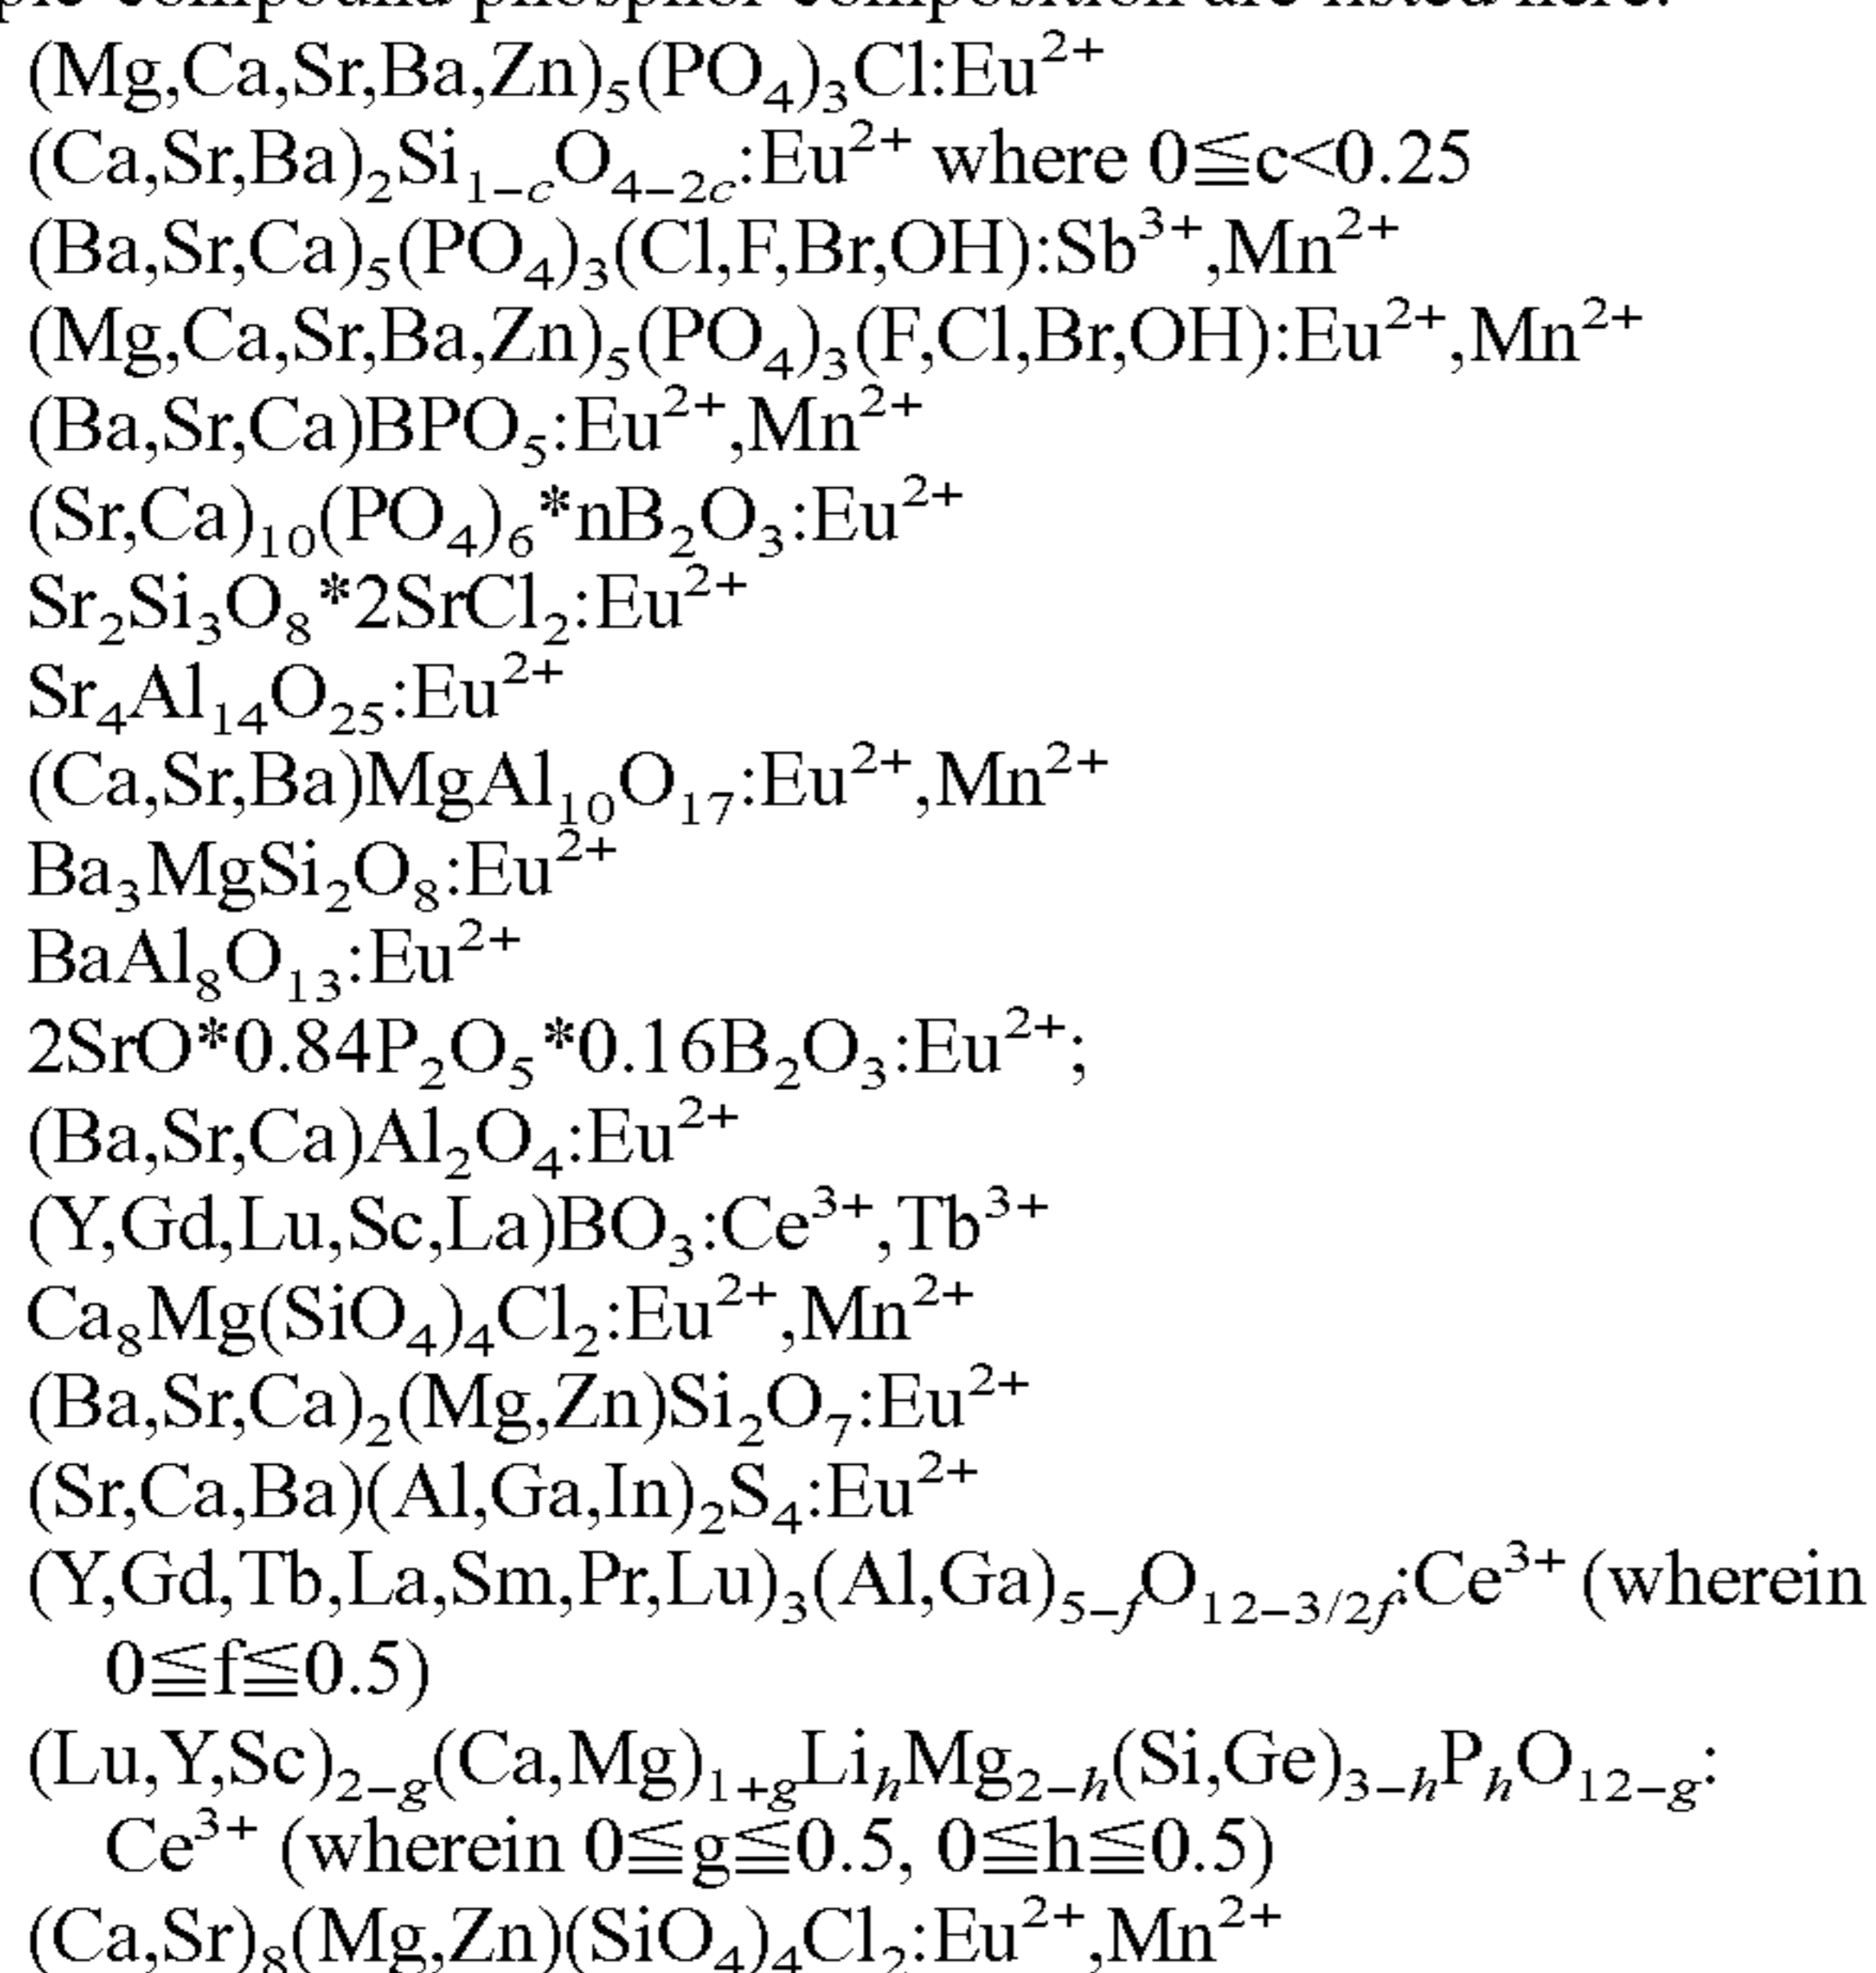 ple compound phosphor composition are listed here:
(Mg,Ca,Sr,Ba,Zn)₅(PO₄)₃Cl:Eu²⁺
(Ca,Sr,Ba)₂Si₁₋cO₄₋₂c:Eu²⁺ where 0≦c<0.25
(Ba,Sr,Ca)₅(PO₄)₃(Cl,F,Br,OH):Sb³⁺,Mn²⁺
(Mg,Ca,Sr,Ba,Zn)₅(PO₄)₃(F,Cl,Br,OH):Eu²⁺,Mn²⁺
(Ba,Sr,Ca)BPO₅:Eu²⁺,Mn²⁺
(Sr,Ca)₁₀(PO₄)₆*nB₂O₃:Eu²⁺
Sr₂Si₃O₈*2SrCl₂:Eu²⁺
Sr₄Al₁₄O₂₅:Eu²⁺
(Ca,Sr,Ba)MgAl₁₀O₁₇:Eu²⁺,Mn²⁺
Ba₃MgSi₂O₈:Eu²⁺
BaAl₈O₁₃:Eu²⁺
2SrO*0.84P₂O₅*0.16B₂O₃:Eu²⁺;
(Ba,Sr,Ca)Al₂O₄:Eu²⁺
(Y,Gd,Lu,Sc,La)BO₃:Ce³⁺,Tb³⁺
Ca₈Mg(SiO₄)₄Cl₂:Eu²⁺,Mn²⁺
(Ba,Sr,Ca)₂(Mg,Zn)Si₂O₇:Eu²⁺
(Sr,Ca,Ba)(Al,Ga,In)₂S₄:Eu²⁺
(Y,Gd,Tb,La,Sm,Pr,Lu)₃(Al,Ga)₅₋fO₁₂₋₃/₂f:Ce³⁺ (wherein
0≦f≦0.5)
(Lu,Y,Sc)₂₋g(Ca,Mg)₁₊gLiₕMg₂₋ₕ(Si,Ge)₃₋ₕPₕO₁₂₋g:
Ce³⁺ (wherein 0≦g≦0.5, 0≦h≦0.5)
(Ca,Sr)₈(Mg,Zn)(SiO₄)₄Cl₂:Eu²⁺,Mn²⁺